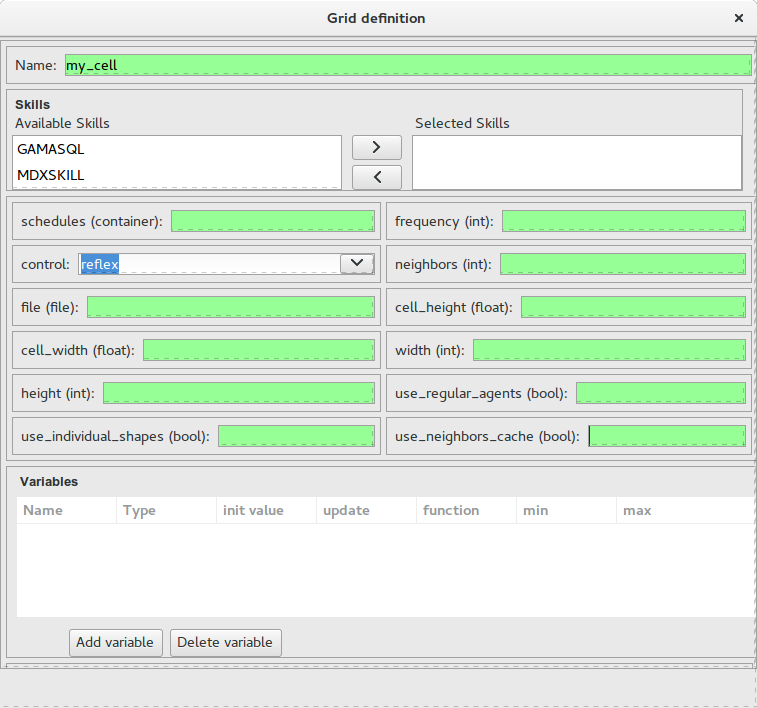 Grid definition
Name: my_cell
Skills
Available Skills Selected Skills
GAMASQL
MDXSKILL
schedules (container): frequency (int):
control: reflex neighbors (int):
file (file): cell_height (float):
cell_width (float): width (int):
height (int): use_regular_agents (bool):
use_individual_shapes (bool): use_neighbors_cache (bool):
Variables
Name Type init value update function min max
Add variable Delete variable